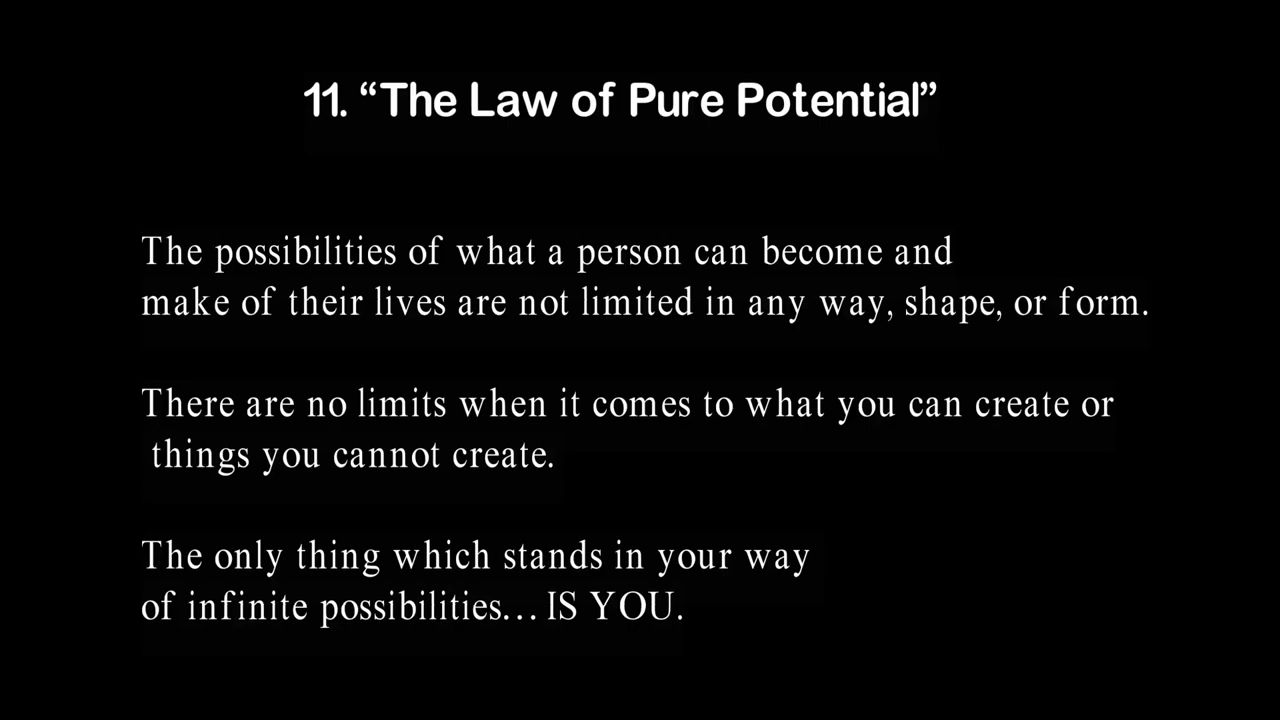 11. “The Law of Pure Potential”
The possibilities of what a person can become and
make of their lives are not limited in any way, shape, or form.
There are no limits when it comes to what you can create or
things you cannot create.
The only thing which stands in your way
of infinite possibilities... IS YOU.